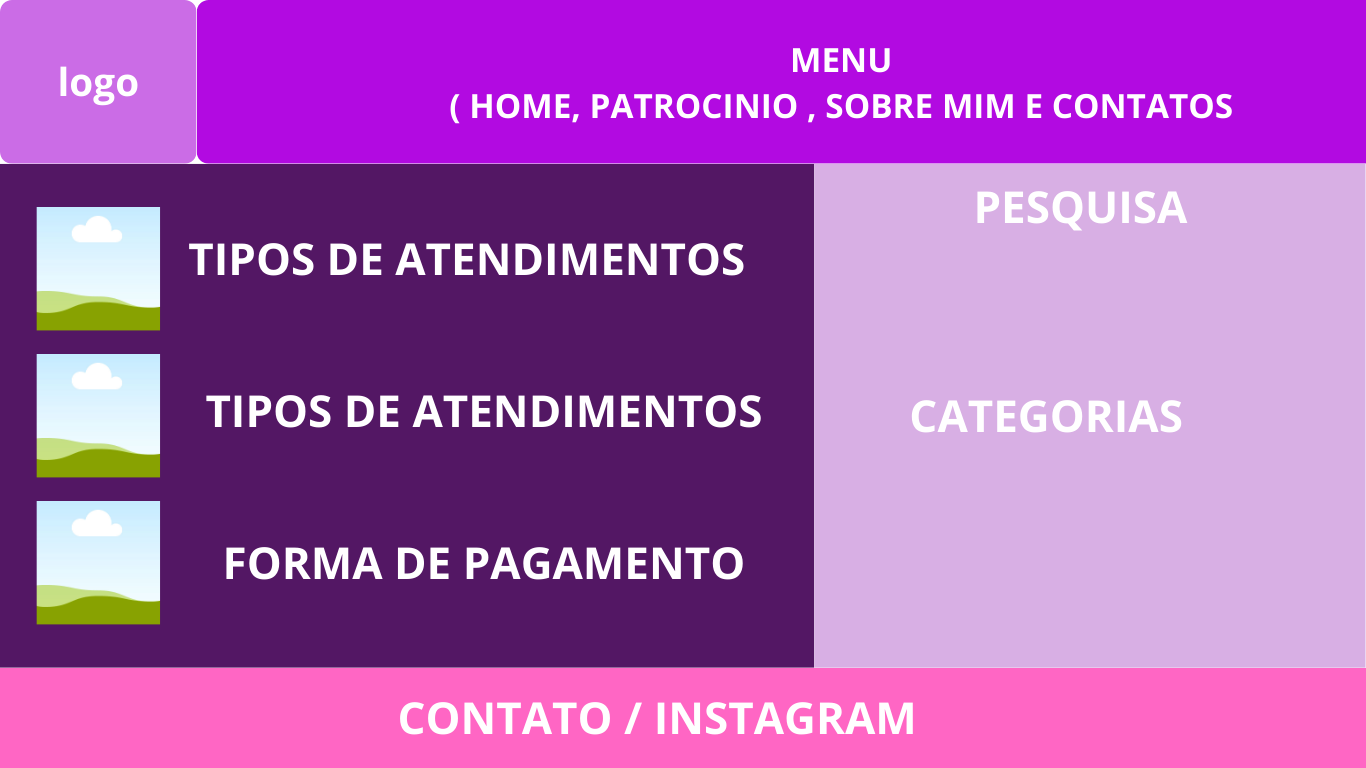 logo
MENU
( HOME, PATROCINIO , SOBRE MIM E CONTATOS
TIPOS DE ATENDIMENTOS
TIPOS DE ATENDIMENTOS
FORMA DE PAGAMENTO
PESQUISA
CATEGORIAS
CONTATO / INSTAGRAM